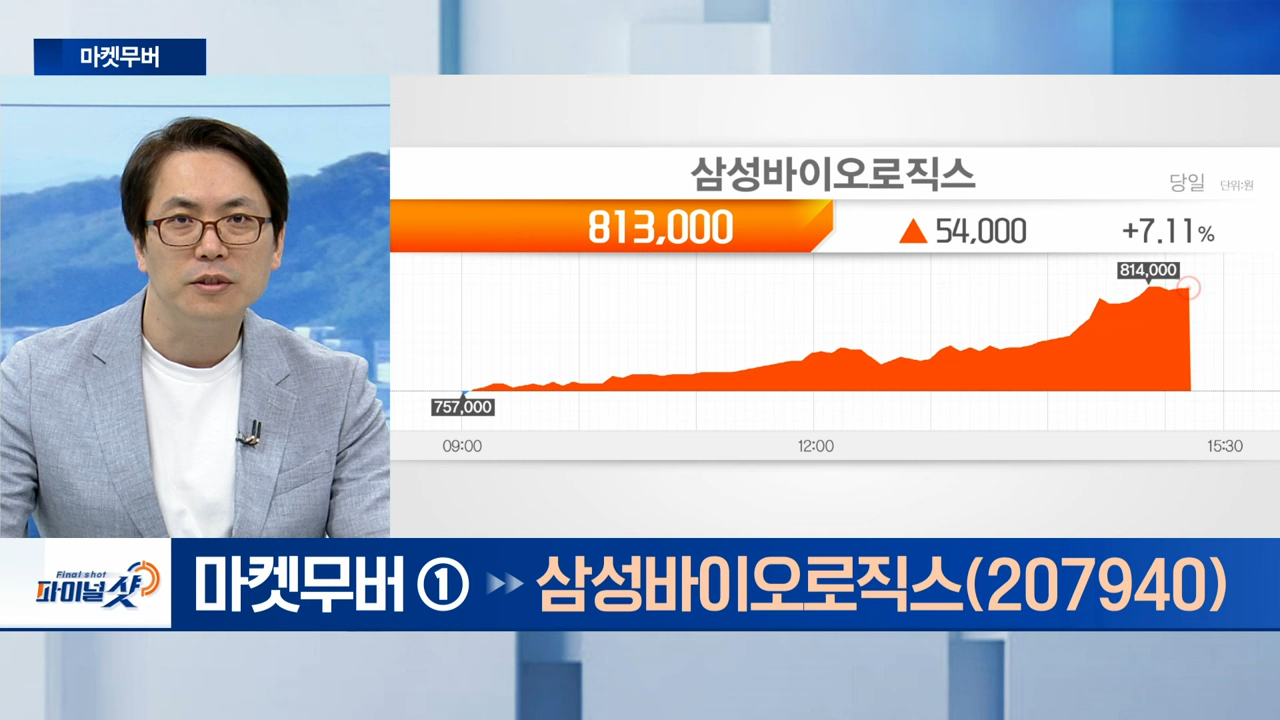 마켓무버
삼성바이오로직스
당일 단위:원
813,000 ▲ 54,000 +7.11%
814,000
757,000
09:00 12:00 15:30
Final shot
파이널샷
마켓무버 ① 삼성바이오로직스(207940)